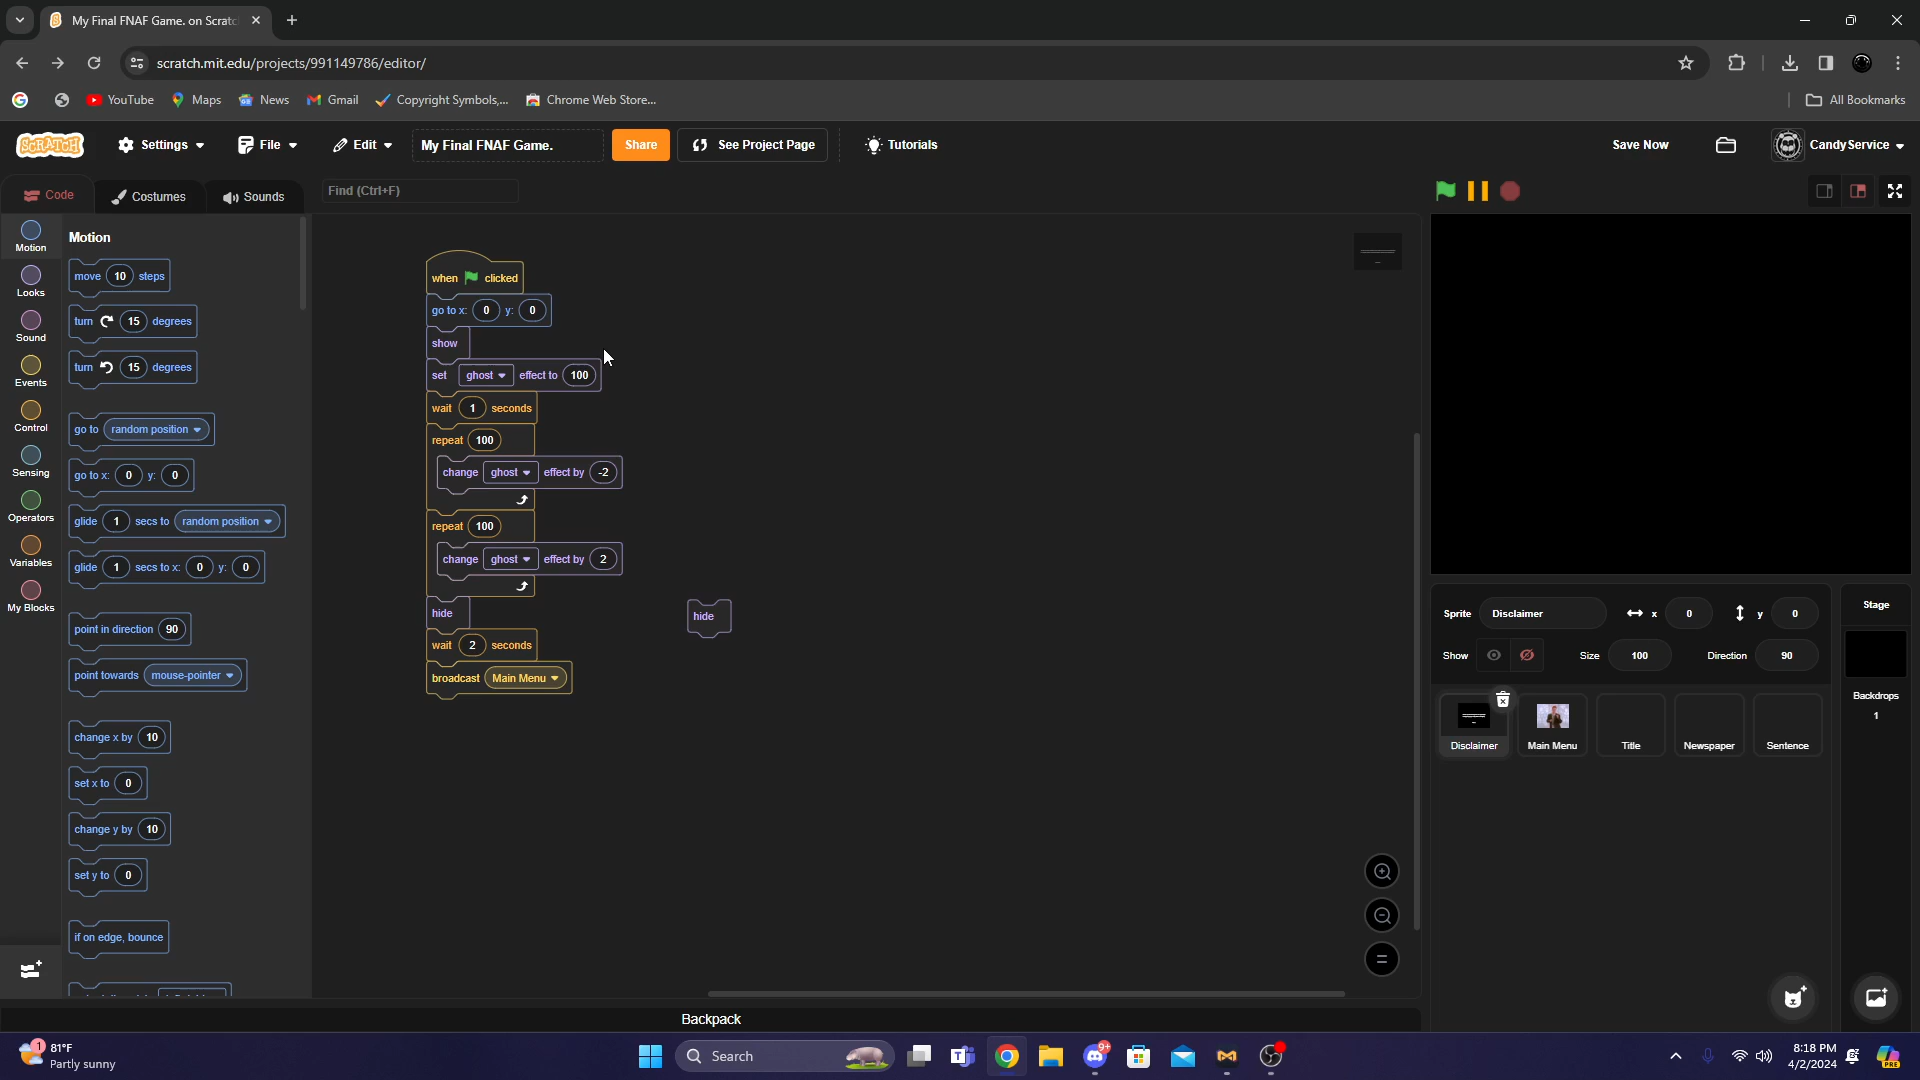 My Final FNAF Game. on Scratc
scratch.mit.edu/projects/991149786/editor/
YouTube Maps News Gmail Copyright Symbols,... Chrome Web Store... All Bookmarks
SCRATCH Settings File Edit My Final FNAF Game. Share See Project Page Tutorials Save Now CandyService
Code Costumes Sounds Find (Ctrl+F)
Motion
Looks
Sound
Events
Control
Sensing
Operators
Variables
My Blocks
Motion
move 10 steps
turn 15 degrees
turn 15 degrees
go to random position
go to x: 0 y: 0
glide 1 secs to random position
glide 1 secs to x: 0 y: 0
point in direction 90
point towards mouse-pointer
change x by 10
set x to 0
change y by 10
set y to 0
if on edge, bounce
when clicked
go to x: 0 y: 0
show
set ghost effect to 100
wait 1 seconds
repeat 100
change ghost effect by -2
repeat 100
change ghost effect by 2
hide
wait 2 seconds
broadcast Main Menu
hide
Sprite Disclaimer x 0 y 0
Show Size 100 Direction 90
Disclaimer Main Menu Title Newspaper Sentence
Stage
Backdrops
1
Backpack
1
81°F
Partly sunny
Search
9+
8:18 PM
4/2/2024
PRE